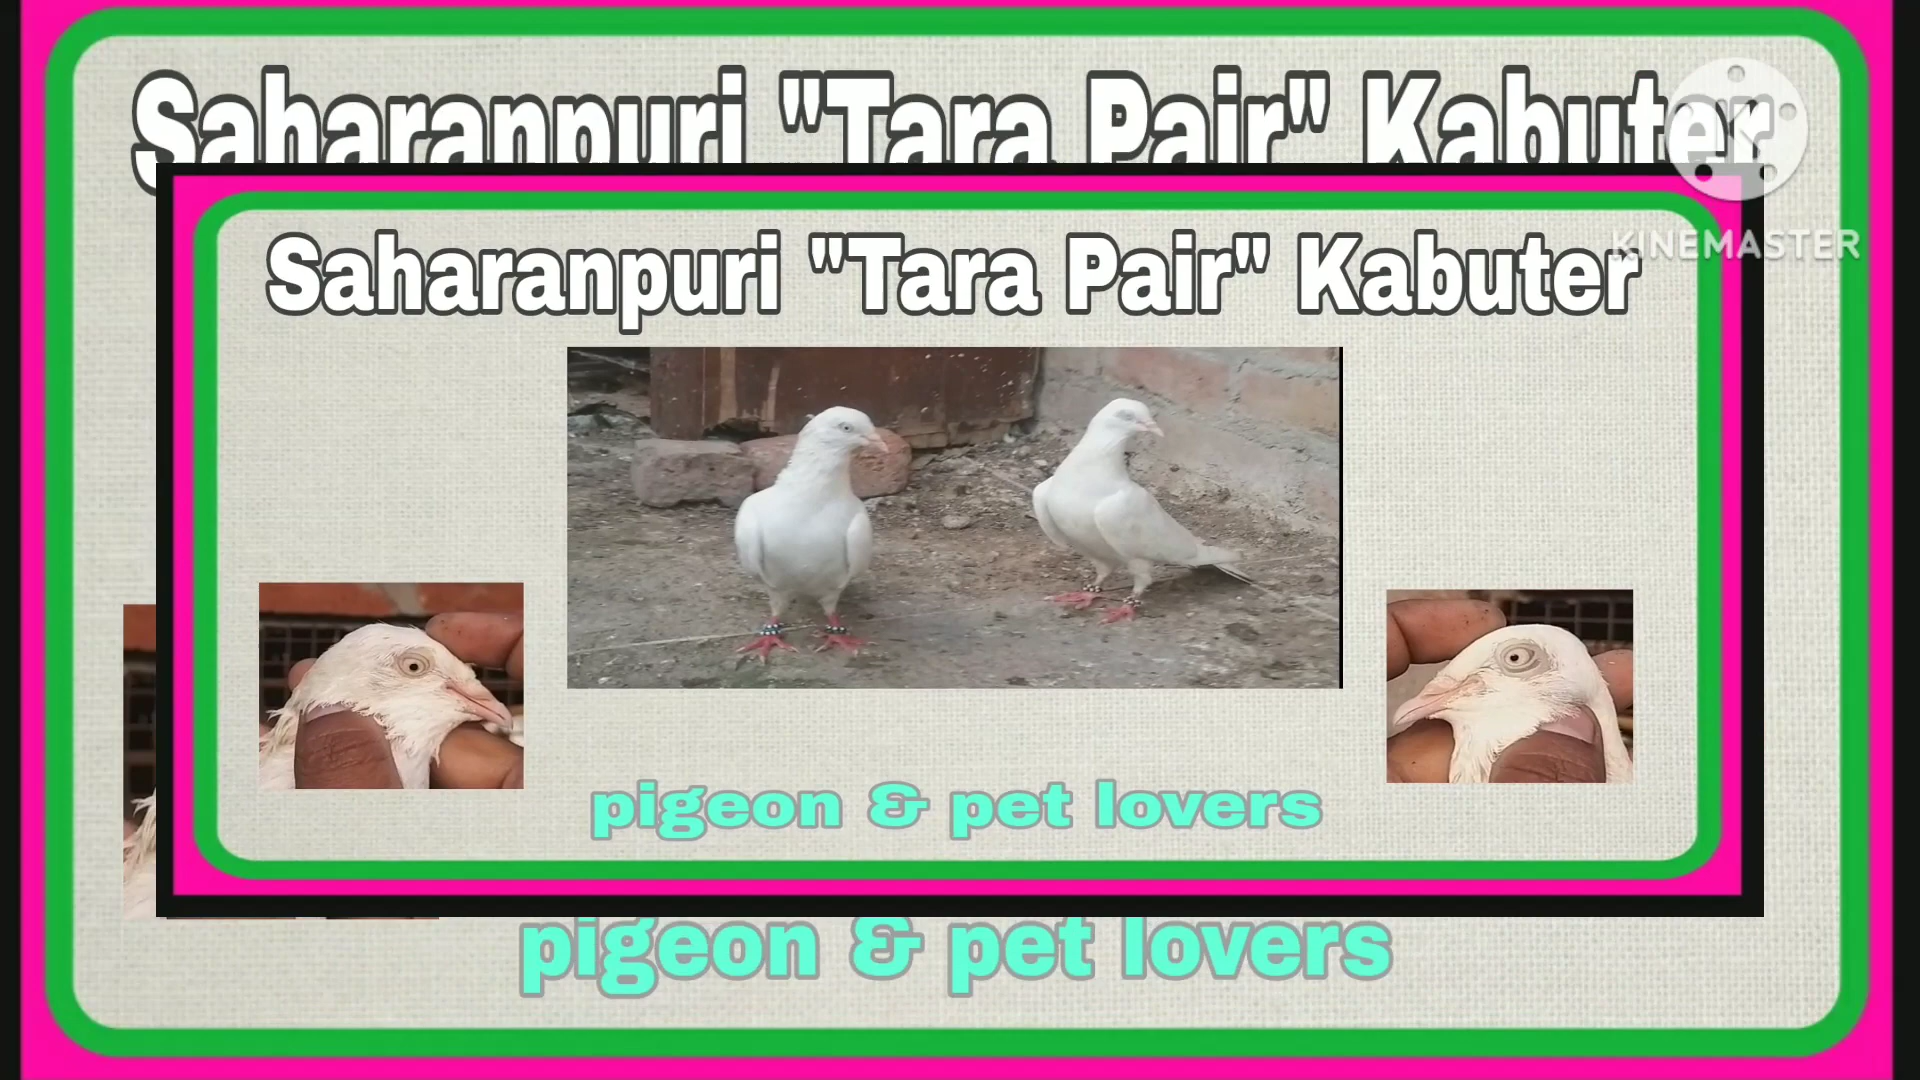 Saharanpuri "Tara Pair" Kabuter
KINEMASTER
Saharanpuri "Tara Pair" Kabuter
pigeon & pet lovers
pigeon & pet lovers